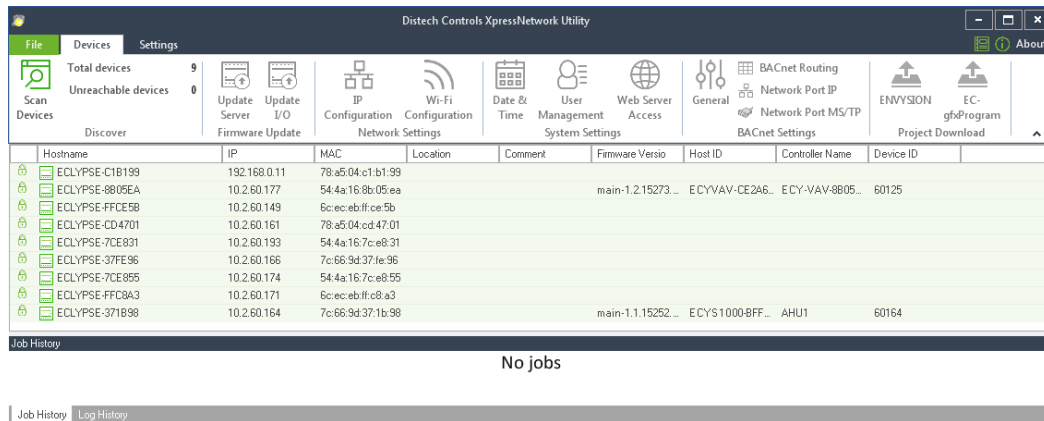 Distech Controls XpressNetwork Utility
File Devices Settings About
Total devices 9
Unreachable devices 0
Scan Devices
Discover
Update Server
Update I/O
Firmware Update
IP Configuration
Wi-Fi Configuration
Network Settings
Date & Time
User Management
Web Server Access
System Settings
General
BACnet Routing
Network Port IP
Network Port MS/TP
BACnet Settings
ENVYSION
EC-gfxProgram
Project Download
Hostname IP MAC Location Comment Firmware Versio Host ID Controller Name Device ID
ECLYPSE-C1B199 192.168.0.11 78:a5:04:c1:b1:99
ECLYPSE-8B05EA 10.2.60.177 54:4a:16:8b:05:ea main-1.2.15273... ECYVAV-CE2A6... ECY-VAV-8B05... 60125
ECLYPSE-FFCE5B 10.2.60.149 6c:ec:eb:ff:ce:5b
ECLYPSE-CD4701 10.2.60.161 78:a5:04:cd:47:01
ECLYPSE-7CE831 10.2.60.193 54:4a:16:7c:e8:31
ECLYPSE-37FE96 10.2.60.166 7c:66:9d:37:fe:96
ECLYPSE-7CE855 10.2.60.174 54:4a:16:7c:e8:55
ECLYPSE-FFC8A3 10.2.60.171 6c:ec:eb:ff:c8:a3
ECLYPSE-371B98 10.2.60.164 7c:66:9d:37:1b:98 main-1.1.15252... ECYS1000-BFF... AHU1 60164
Job History
No jobs
Job History Log History